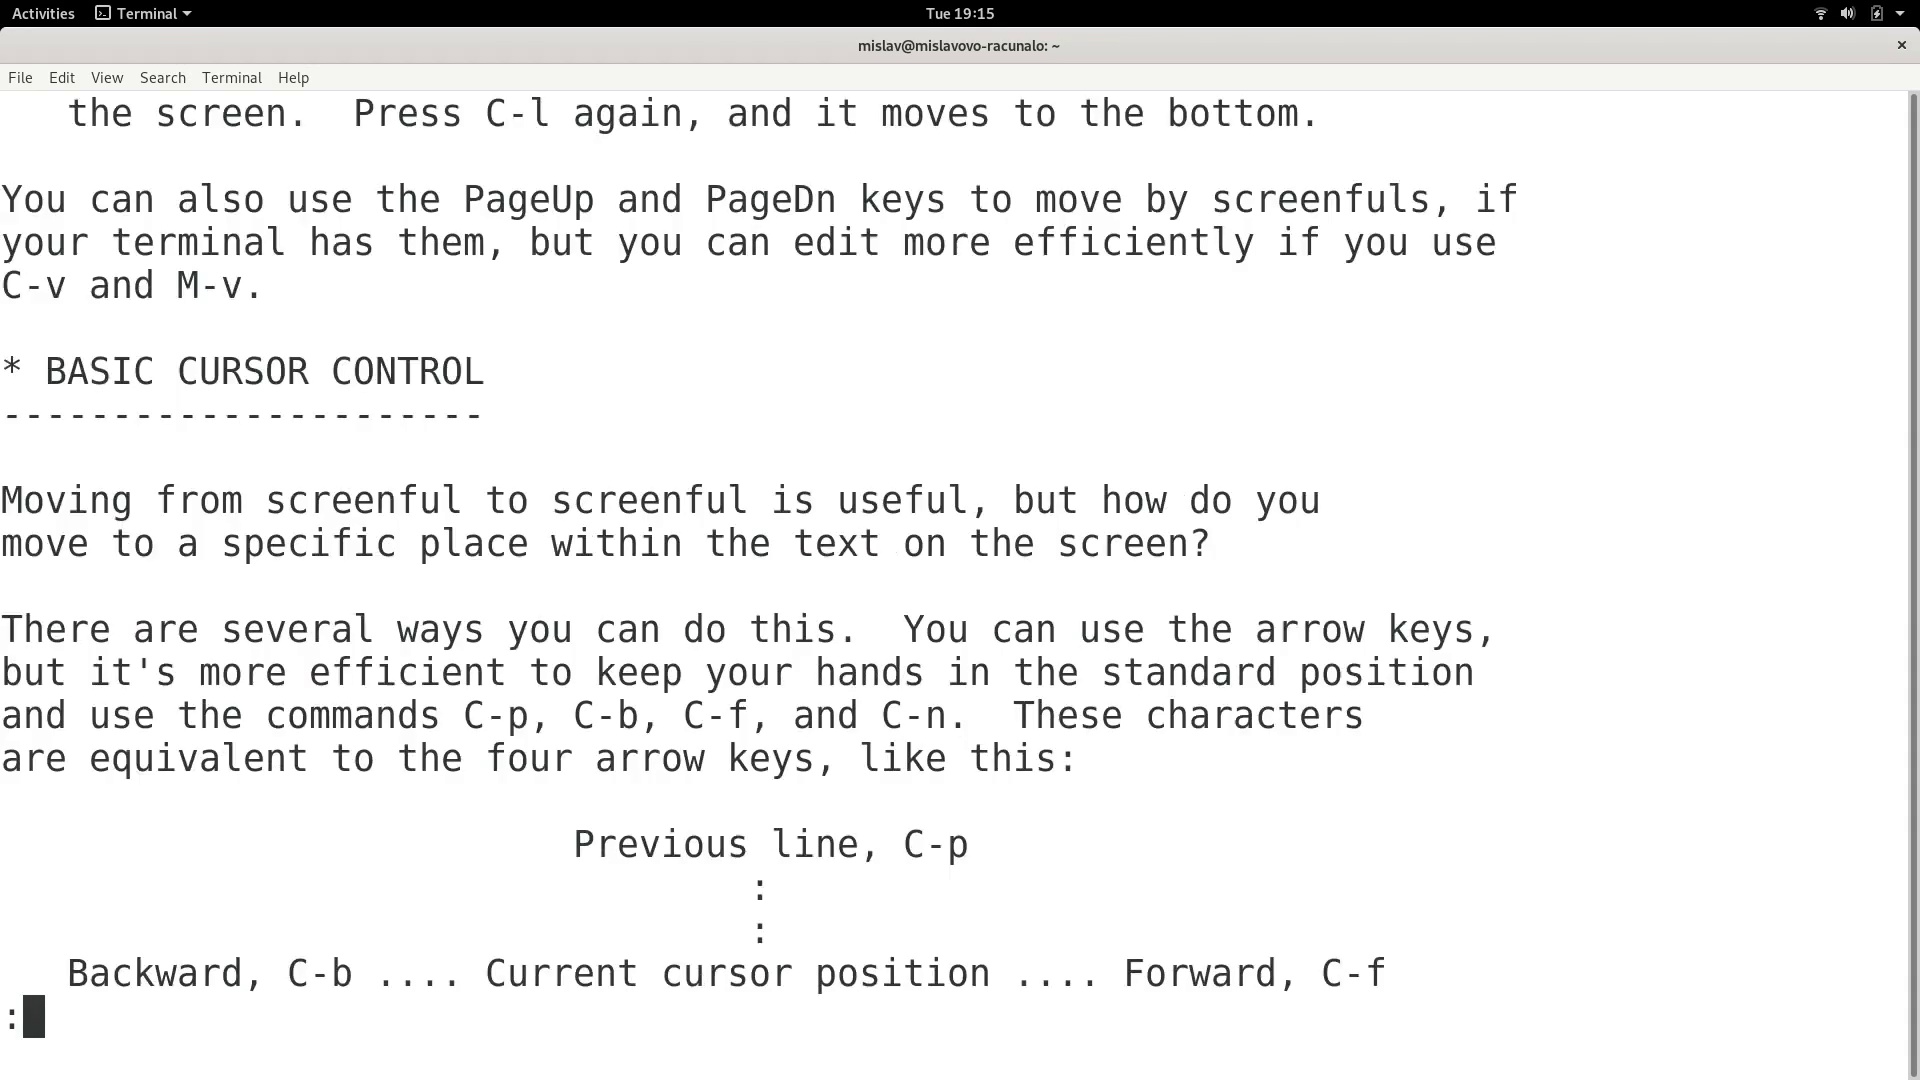 Activities Terminal Tue 19:15
mislav@mislavovo-racunalo: ~ ×
File Edit View Search Terminal Help
the screen.  Press C-l again, and it moves to the bottom.
You can also use the PageUp and PageDn keys to move by screenfuls, if
your terminal has them, but you can edit more efficiently if you use
C-v and M-v.
* BASIC CURSOR CONTROL
----------------------
Moving from screenful to screenful is useful, but how do you
move to a specific place within the text on the screen?
There are several ways you can do this.  You can use the arrow keys,
but it's more efficient to keep your hands in the standard position
and use the commands C-p, C-b, C-f, and C-n.  These characters
are equivalent to the four arrow keys, like this:
Previous line, C-p
:
:
Backward, C-b .... Current cursor position .... Forward, C-f
: